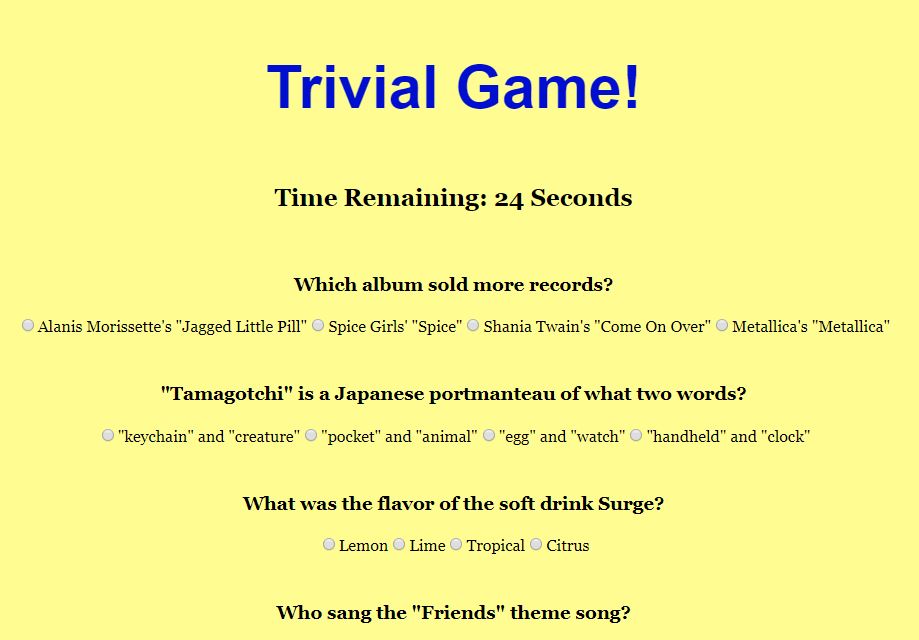 Trivial Game!
Time Remaining: 24 Seconds
Which album sold more records?
Alanis Morissette's "Jagged Little Pill" Spice Girls' "Spice" Shania Twain's "Come On Over" Metallica's "Metallica"
"Tamagotchi" is a Japanese portmanteau of what two words?
"keychain" and "creature" "pocket" and "animal" "egg" and "watch" "handheld" and "clock"
What was the flavor of the soft drink Surge?
Lemon Lime Tropical Citrus
Who sang the "Friends" theme song?